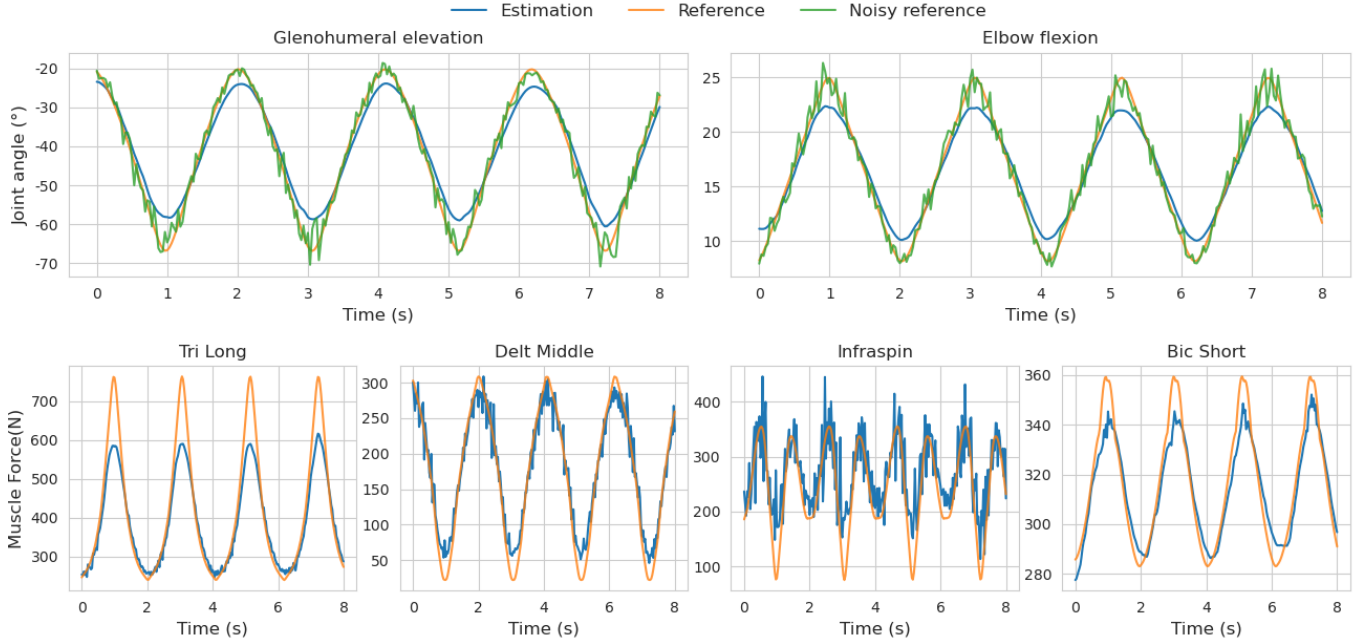 Estimation Reference Noisy reference
Glenohumeral elevation
Elbow flexion
Joint angle (°)
-20
-30
-40
-50
-60
-70
0 1 2 3 4 5 6 7 8
Time (s)
25
20
15
10
0 1 2 3 4 5 6 7 8
Time (s)
Tri Long
Delt Middle
Infraspin
Bic Short
Muscle Force(N)
700
600
500
400
300
0 2 4 6 8
Time (s)
300
250
200
150
100
50
0 2 4 6 8
Time (s)
400
300
200
100
0 2 4 6 8
Time (s)
360
340
320
300
280
0 2 4 6 8
Time (s)